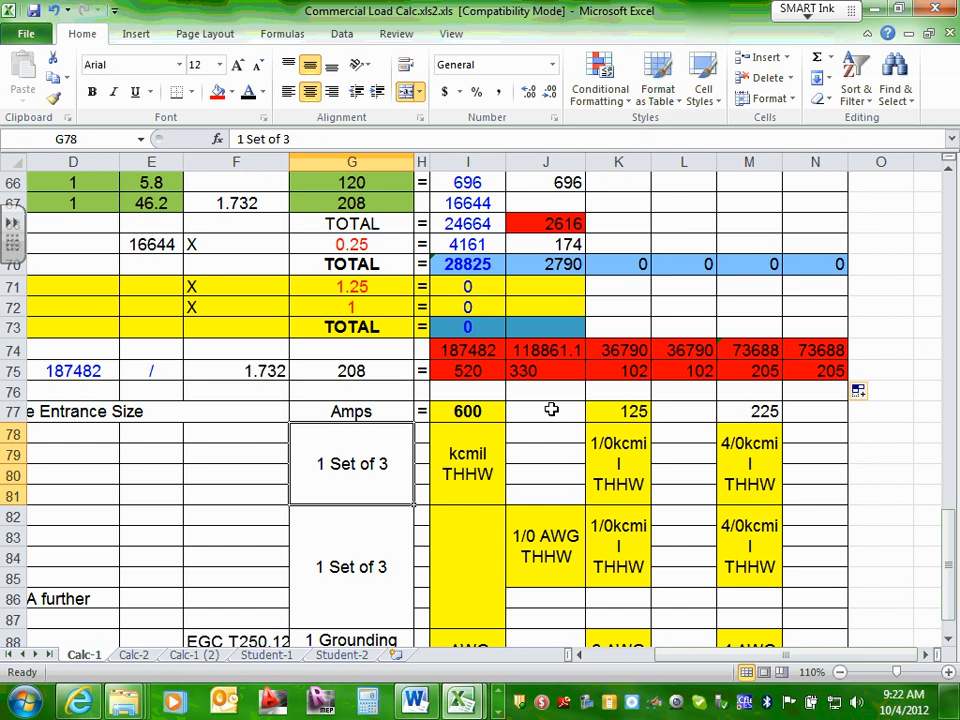 Commercial Load Calc.xls2.xls [Compatibility Mode] - Microsoft Excel
SMART Ink
File Home Insert Page Layout Formulas Data Review View
Paste
Arial 12
B I U
General
$ % ,
Conditional Formatting
Format as Table
Cell Styles
Insert
Delete
Format
Sort & Filter
Find & Select
Clipboard Font Alignment Number Styles Cells Editing
G78 fx 1 Set of 3
D E F G H I J K L M N O
66 1 5.8 120 = 696 696
67 1 46.2 1.732 208 = 16644
TOTAL = 24664 2616
16644 X 0.25 = 4161 174
70 TOTAL = 28825 2790 0 0 0 0
71 X 1.25 = 0
72 X 1 = 0
73 TOTAL = 0
74 187482 118861.1 36790 36790 73688 73688
75 187482 / 1.732 208 = 520 330 102 102 205 205
76
77 e Entrance Size Amps = 600 125 225
78
79
80
81
1 Set of 3
kcmil
THHW
1/0kcmi
l
THHW
4/0kcmi
l
THHW
82
83
84
85
1 Set of 3
1/0 AWG
THHW
1/0kcmi
l
THHW
4/0kcmi
l
THHW
86 A further
87
88 EGC T250.12 1 Grounding
Calc-1 Calc-2 Calc-1 (2) Student-1 Student-2
Ready 110%
9:22 AM
10/4/2012